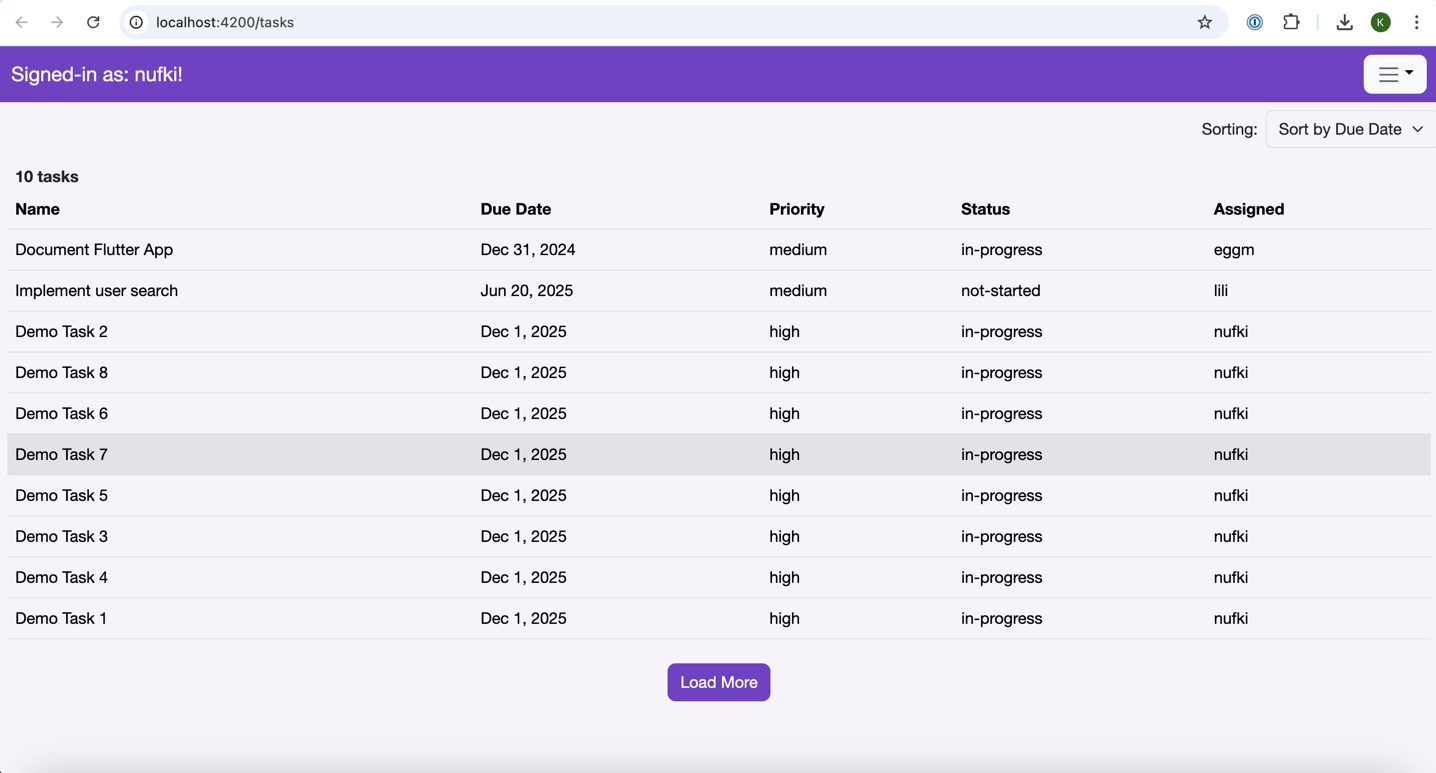 localhost:4200/tasks
K
Signed-in as: nufki!
Sorting: Sort by Due Date
10 tasks
Name Due Date Priority Status Assigned
Document Flutter App Dec 31, 2024 medium in-progress eggm
Implement user search Jun 20, 2025 medium not-started lili
Demo Task 2 Dec 1, 2025 high in-progress nufki
Demo Task 8 Dec 1, 2025 high in-progress nufki
Demo Task 6 Dec 1, 2025 high in-progress nufki
Demo Task 7 Dec 1, 2025 high in-progress nufki
Demo Task 5 Dec 1, 2025 high in-progress nufki
Demo Task 3 Dec 1, 2025 high in-progress nufki
Demo Task 4 Dec 1, 2025 high in-progress nufki
Demo Task 1 Dec 1, 2025 high in-progress nufki
Load More